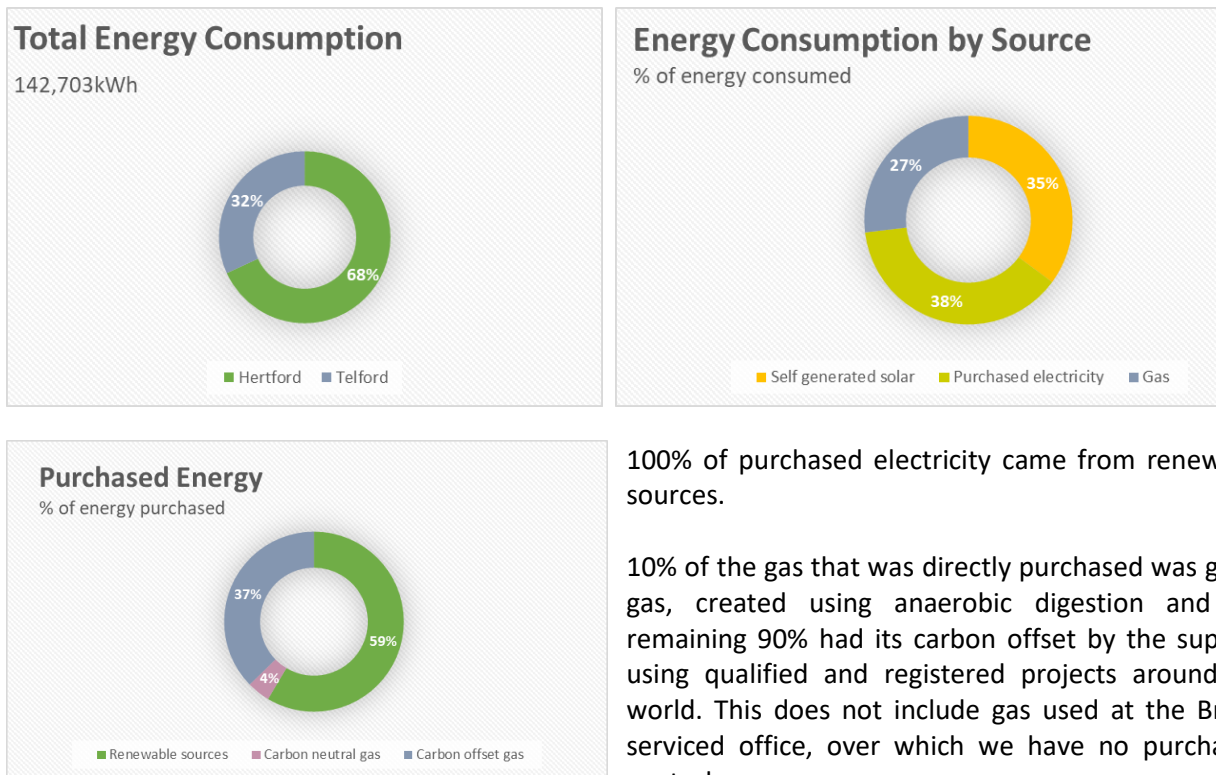 Total Energy Consumption
142,703kWh
32%
68%
Hertford Telford
Energy Consumption by Source
% of energy consumed
27%
35%
38%
Self generated solar Purchased electricity Gas
Purchased Energy
% of energy purchased
37%
59%
4%
Renewable sources Carbon neutral gas Carbon offset gas
100% of purchased electricity came from
sources.
10% of the gas that was directly purchased was
gas, created using anaerobic digestion and
remaining 90% had its carbon offset by the
using qualified and registered projects around
world. This does not include gas used at the
serviced office, over which we have no